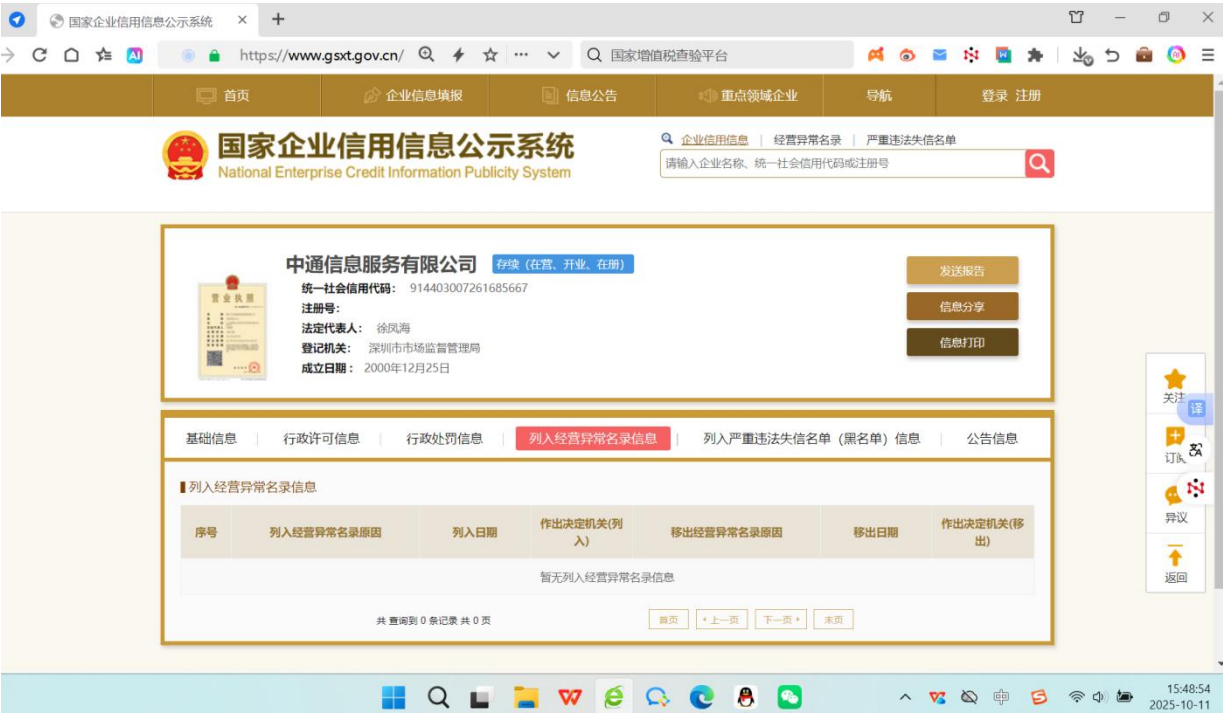 国家企业信用信息公示系统
https://www.gsxt.gov.cn/
国家增值税查验平台
首页 企业信息填报 信息公告 重点领域企业 导航 登录 注册
国家企业信用信息公示系统
National Enterprise Credit Information Publicity System
企业信用信息 | 经营异常名录 | 严重违法失信名单
请输入企业名称、统一社会信用代码或注册号
中通信息服务有限公司 存续（在营、开业、在册）
统一社会信用代码： 914403007261685667
注册号：
法定代表人： 徐凤海
登记机关： 深圳市市场监督管理局
成立日期： 2000年12月25日
营业执照
发送报告
信息分享
信息打印
基础信息 | 行政许可信息 | 行政处罚信息 | 列入经营异常名录信息 | 列入严重违法失信名单（黑名单）信息 | 公告信息
列入经营异常名录信息
序号 列入经营异常名录原因 列入日期 作出决定机关(列入) 移出经营异常名录原因 移出日期 作出决定机关(移出)
暂无列入经营异常名录信息
共 查询到 0 条记录 共 0 页 首页 上一页 下一页 末页
关注
译
异议
返回
中
15:48:54
2025-10-11